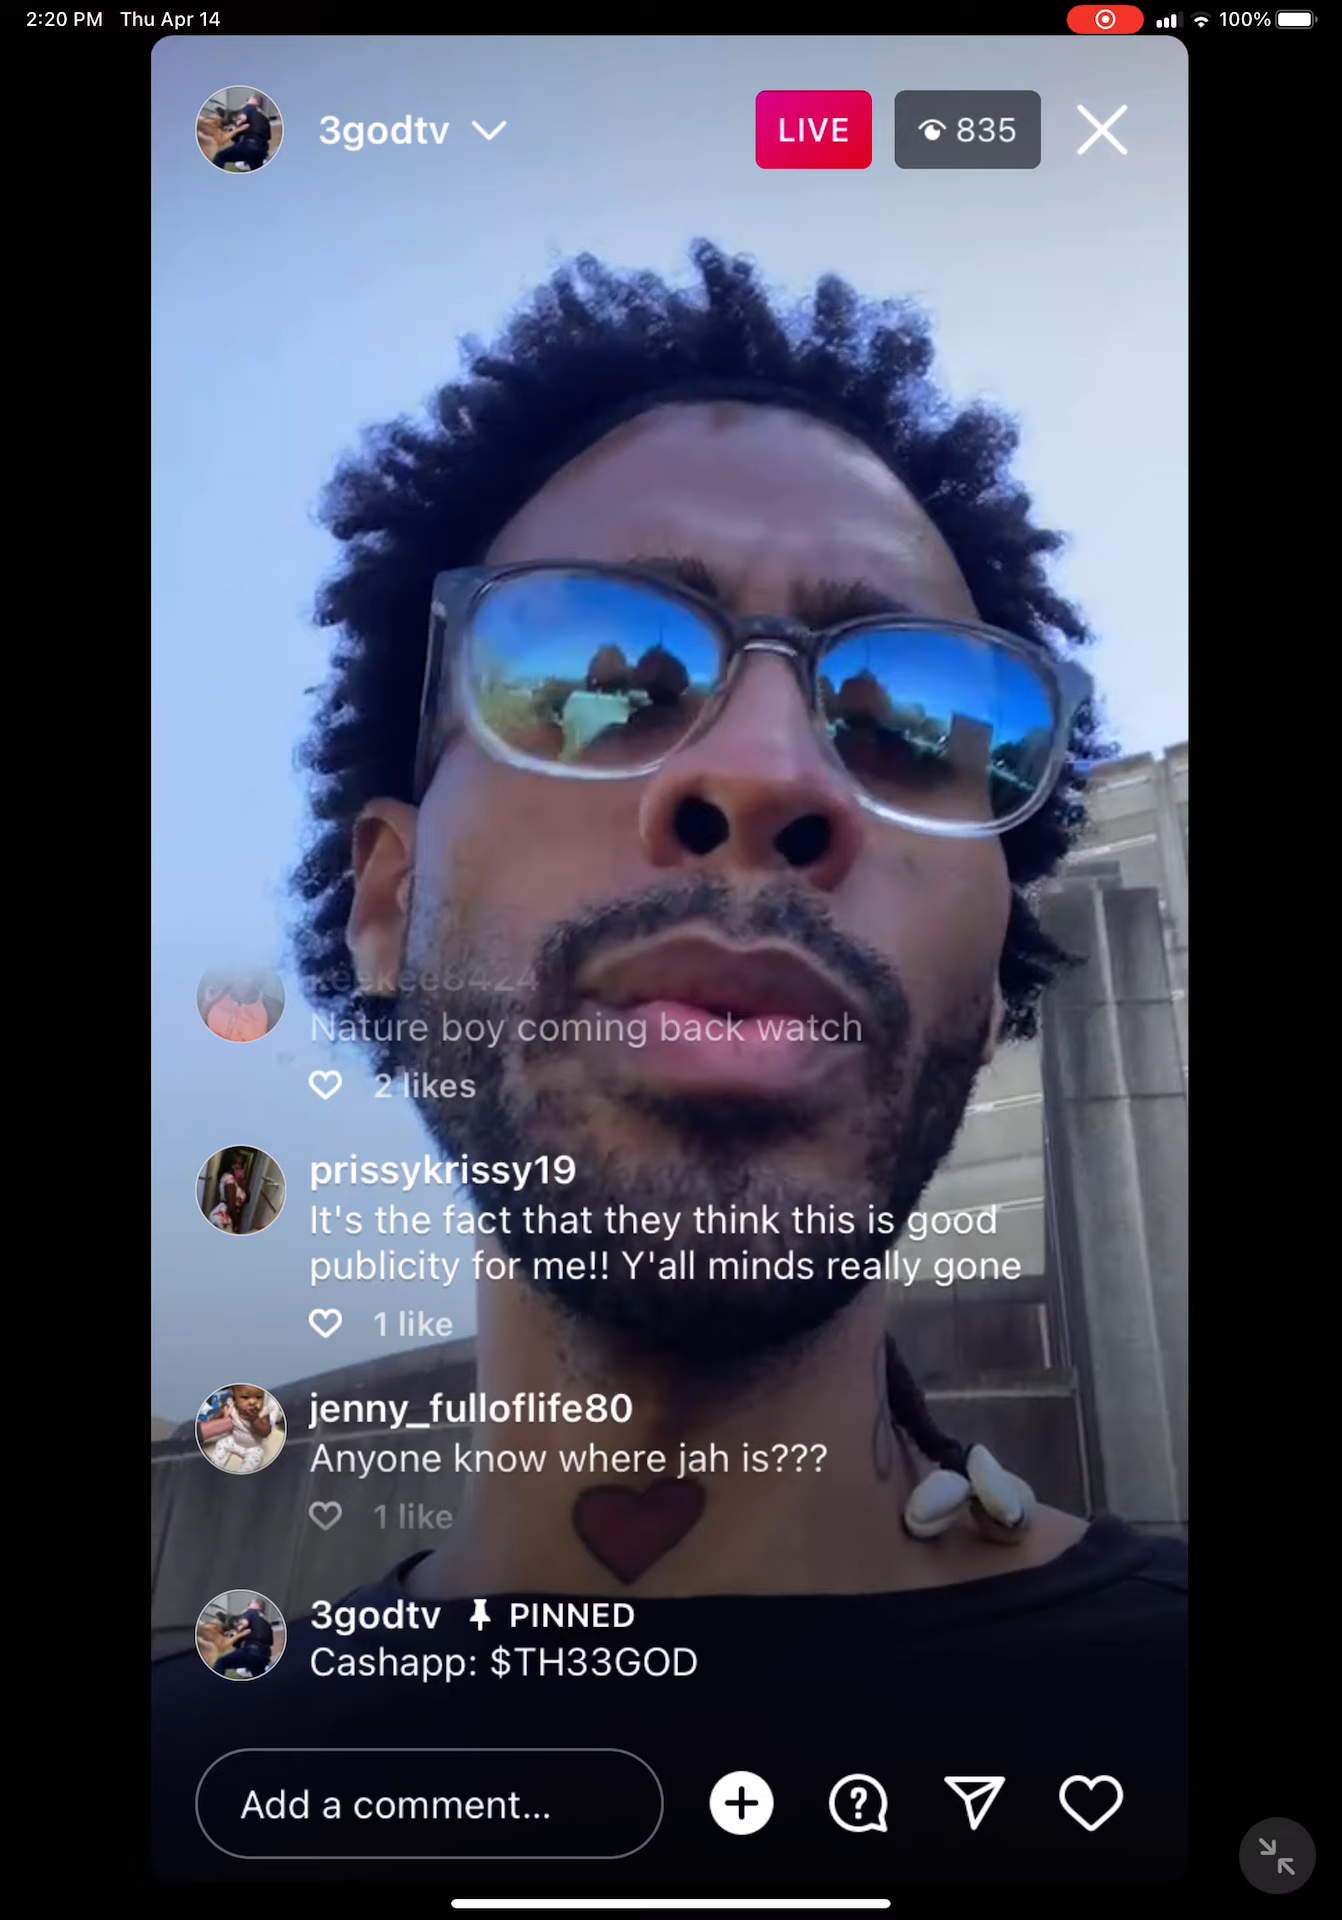 2:20 PM Thu Apr 14
100%
3godtv
LIVE
835
keekee8424
Nature boy coming back watch
2 likes
prissykrissy19
It's the fact that they think this is good
publicity for me!! Y'all minds really gone
1 like
jenny_fulloflife80
Anyone know where jah is???
1 like
3godtv PINNED
Cashapp: $TH33GOD
Add a comment...